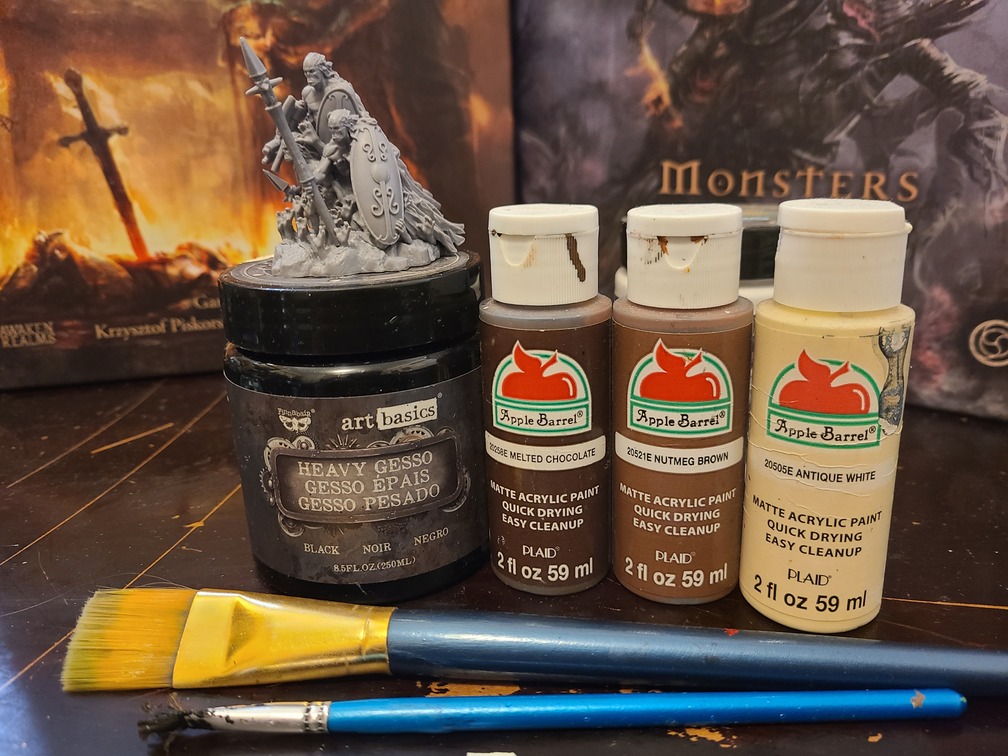 MONSTERS
AWAKEN
REALMS
Krzysztof Piskors
art basics
HEAVY GESSO
GESSO ÉPAIS
GESSO PESADO
BLACK NOIR NEGRO
8.5FL.OZ(250ML)
Apple Barrel®
20258E MELTED CHOCOLATE
MATTE ACRYLIC PAINT
QUICK DRYING
EASY CLEANUP
PLAID®
2 fl oz 59 ml
Apple Barrel®
20521E NUTMEG BROWN
MATTE ACRYLIC PAINT
QUICK DRYING
EASY CLEANUP
PLAID®
2 fl oz 59 ml
Apple Barrel®
20505E ANTIQUE WHITE
MATTE ACRYLIC PAINT
QUICK DRYING
EASY CLEANUP
PLAID®
2 fl oz 59 ml